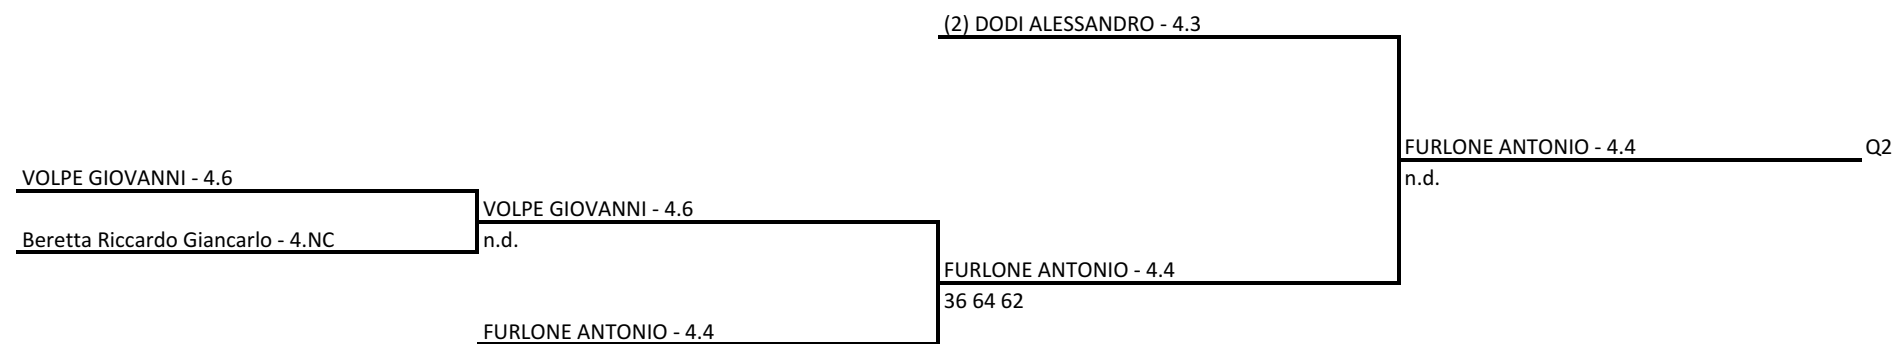 (2) DODI ALESSANDRO - 4.3
FURLONE ANTONIO - 4.4
Q2
VOLPE GIOVANNI - 4.6
n.d.
VOLPE GIOVANNI - 4.6
Beretta Riccardo Giancarlo - 4.NC
n.d.
FURLONE ANTONIO - 4.4
36 64 62
FURLONE ANTONIO - 4.4